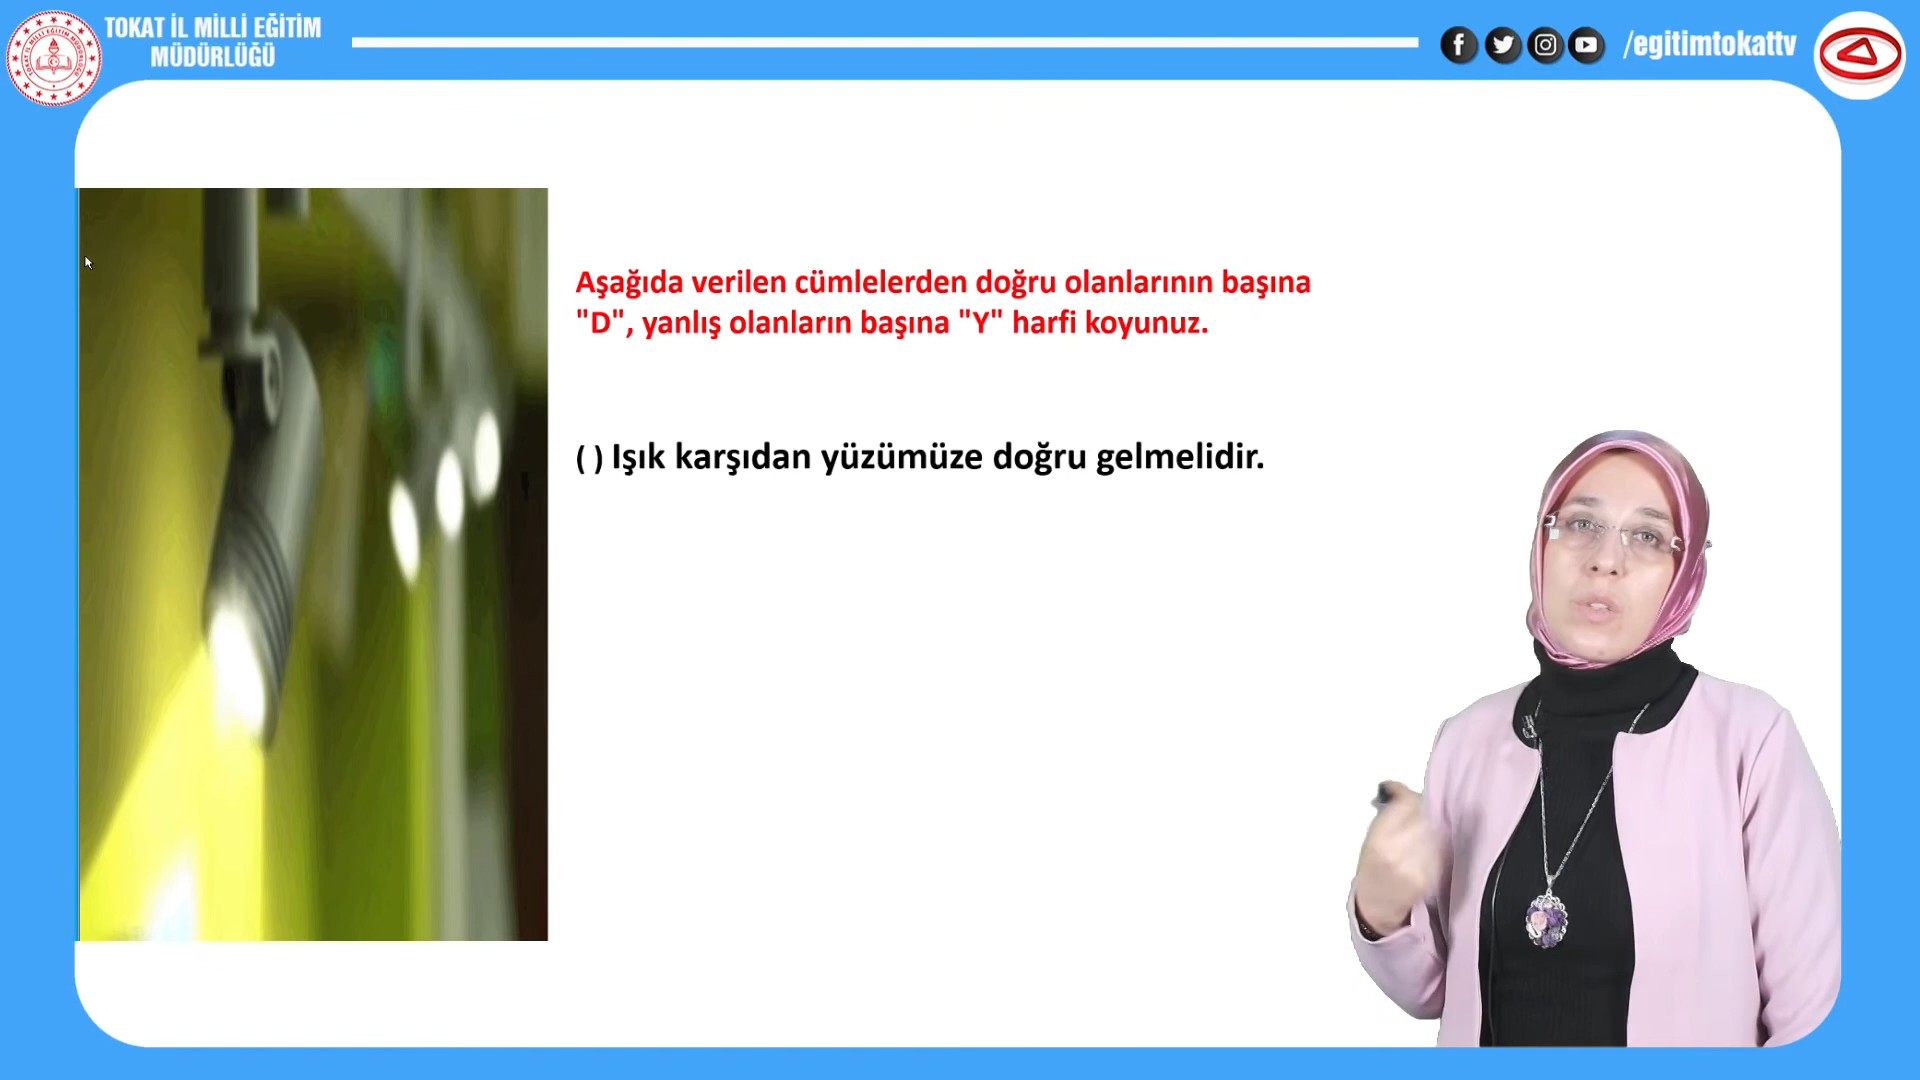 TOKAT İL MİLLİ EĞİTİM
MÜDÜRLÜĞÜ
/egitimtokattv
Aşağıda verilen cümlelerden doğru olanlarının başına
"D", yanlış olanların başına "Y" harfi koyunuz.
( ) Işık karşıdan yüzümüze doğru gelmelidir.